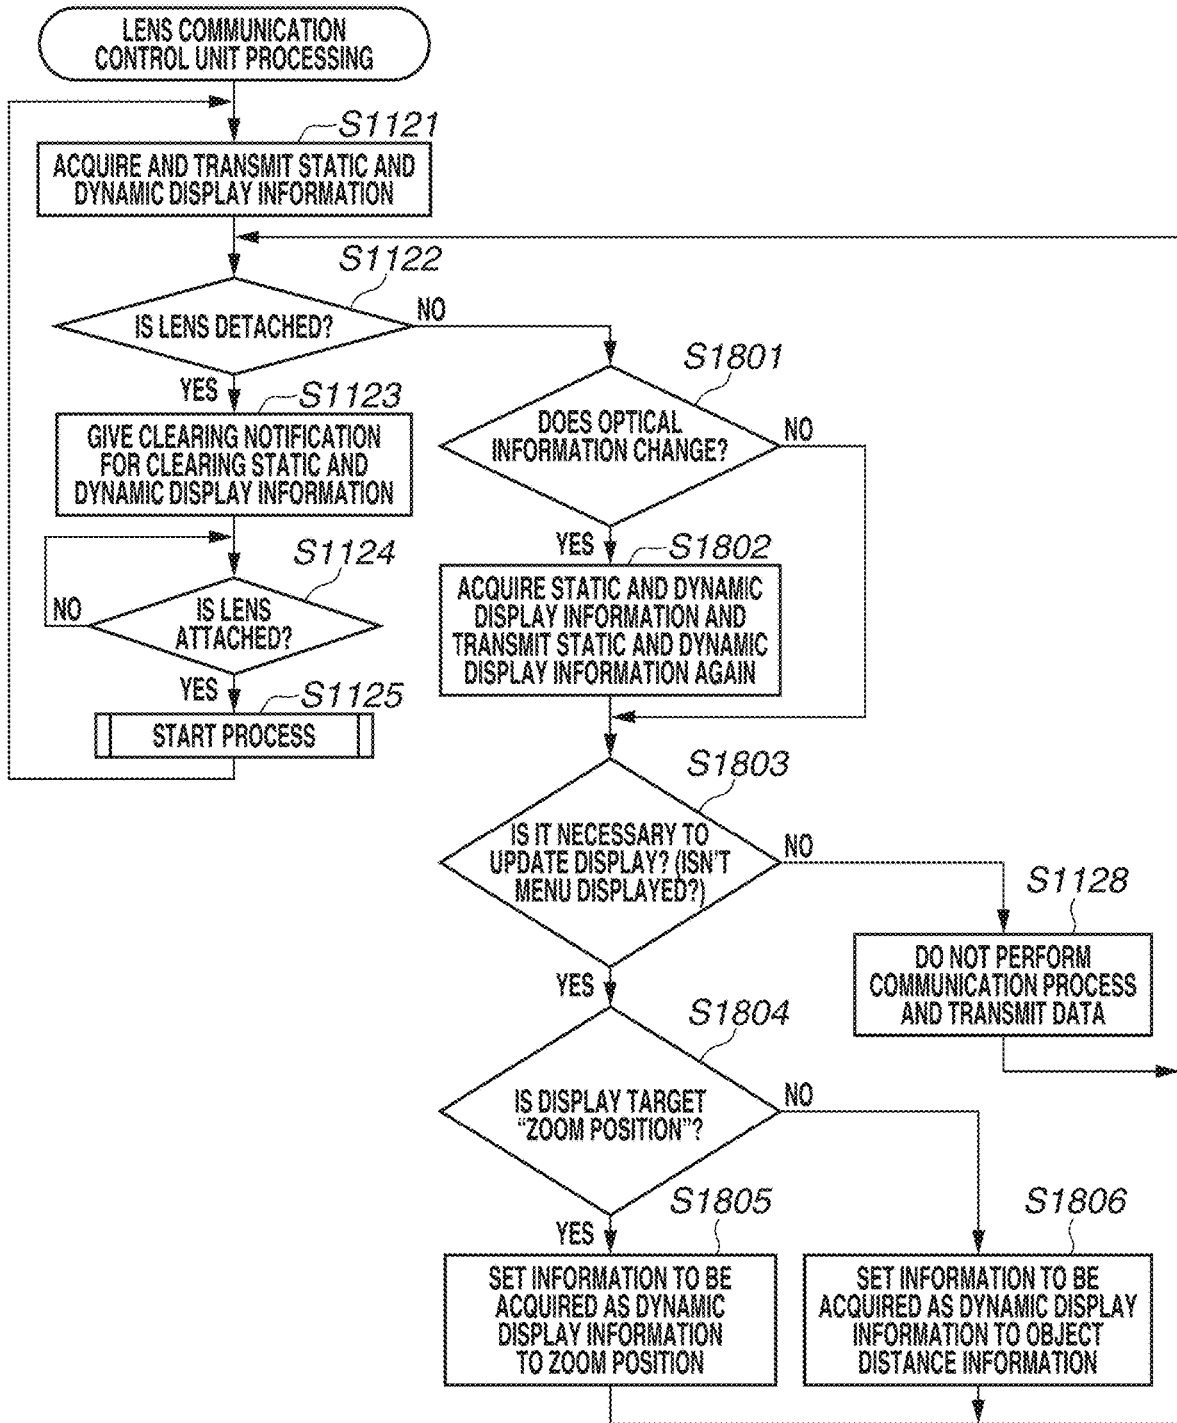 LENS COMMUNICATION
CONTROL UNIT PROCESSING
S1121
ACQUIRE AND TRANSMIT STATIC AND
DYNAMIC DISPLAY INFORMATION
S1122
IS LENS DETACHED?
NO
YES
S1123
GIVE CLEARING NOTIFICATION
FOR CLEARING STATIC AND
DYNAMIC DISPLAY INFORMATION
S1124
IS LENS
ATTACHED?
NO
YES
S1125
START PROCESS
S1801
DOES OPTICAL
INFORMATION CHANGE?
NO
YES
S1802
ACQUIRE STATIC AND DYNAMIC
DISPLAY INFORMATION AND
TRANSMIT STATIC AND DYNAMIC
DISPLAY INFORMATION AGAIN
S1803
IS IT NECESSARY TO
UPDATE DISPLAY? (ISN'T
MENU DISPLAYED?)
NO
YES
S1128
DO NOT PERFORM
COMMUNICATION PROCESS
AND TRANSMIT DATA
S1804
IS DISPLAY TARGET
“ZOOM POSITION”?
NO
YES
S1805
SET INFORMATION TO BE
ACQUIRED AS DYNAMIC
DISPLAY INFORMATION
TO ZOOM POSITION
S1806
SET INFORMATION TO BE
ACQUIRED AS DYNAMIC DISPLAY
INFORMATION TO OBJECT
DISTANCE INFORMATION